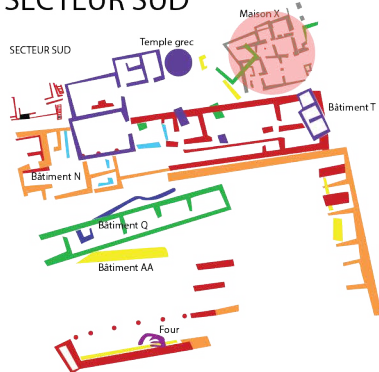 SECTEUR SUD
Maison X
Temple grec
SECTEUR SUD
Bâtiment T
Bâtiment N
Bâtiment Q
Bâtiment AA
Four